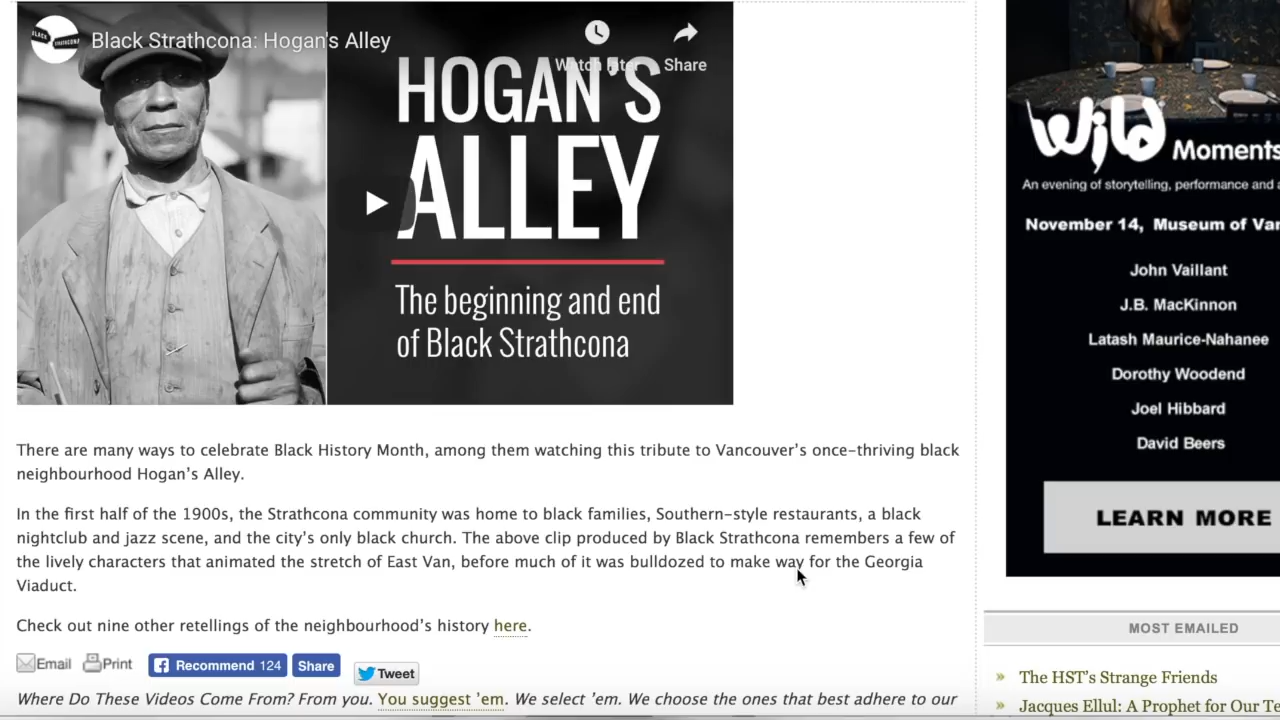 Black Strathcona: Hogan's Alley
Watch later
Share
HOGAN'S
ALLEY
The beginning and end
of Black Strathcona
There are many ways to celebrate Black History Month, among them watching this tribute to Vancouver's once-thriving black
neighbourhood Hogan's Alley.
In the first half of the 1900s, the Strathcona community was home to black families, Southern-style restaurants, a black
nightclub and jazz scene, and the city's only black church. The above clip produced by Black Strathcona remembers a few of
the lively characters that animated the stretch of East Van, before much of it was bulldozed to make way for the Georgia
Viaduct.
Check out nine other retellings of the neighbourhood's history here.
Email Print Recommend 124 Share Tweet
Where Do These Videos Come From? From you. You suggest 'em. We select 'em. We choose the ones that best adhere to our
Wild Moments
An evening of storytelling, performance and
November 14, Museum of
John Vaillant
J.B. MacKinnon
Latash Maurice-Nahanee
Dorothy Woodend
Joel Hibbard
David Beers
LEARN MORE
MOST EMAILED
» The HST's Strange Friends
» Jacques Ellul: A Prophet for Our